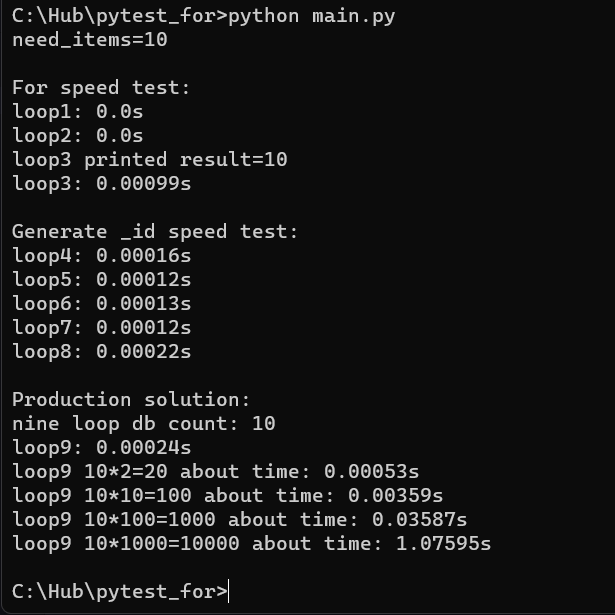 C:\Hub\pytest_for>python main.py
need_items=10
For speed test:
loop1: 0.0s
loop2: 0.0s
loop3 printed result=10
loop3: 0.00099s
Generate _id speed test:
loop4: 0.00016s
loop5: 0.00012s
loop6: 0.00013s
loop7: 0.00012s
loop8: 0.00022s
Production solution:
nine loop db count: 10
loop9: 0.00024s
loop9 10*2=20 about time: 0.00053s
loop9 10*10=100 about time: 0.00359s
loop9 10*100=1000 about time: 0.03587s
loop9 10*1000=10000 about time: 1.07595s
C:\Hub\pytest_for>